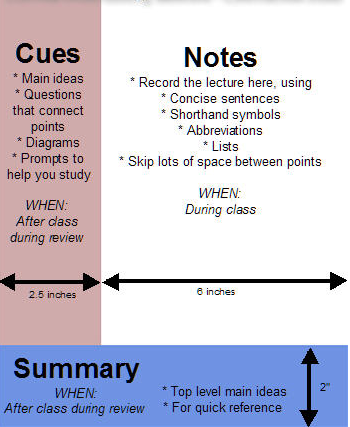 Cues
* Main ideas
* Questions
that connect
points
* Diagrams
* Prompts to
help you study
WHEN:
After class
during review
2.5 inches
Notes
* Record the lecture here, using
* Concise sentences
* Shorthand symbols
* Abbreviations
* Lists
* Skip lots of space between points
WHEN:
During class
6 inches
Summary
WHEN:
After class during review
* Top level main ideas
* For quick reference
2"